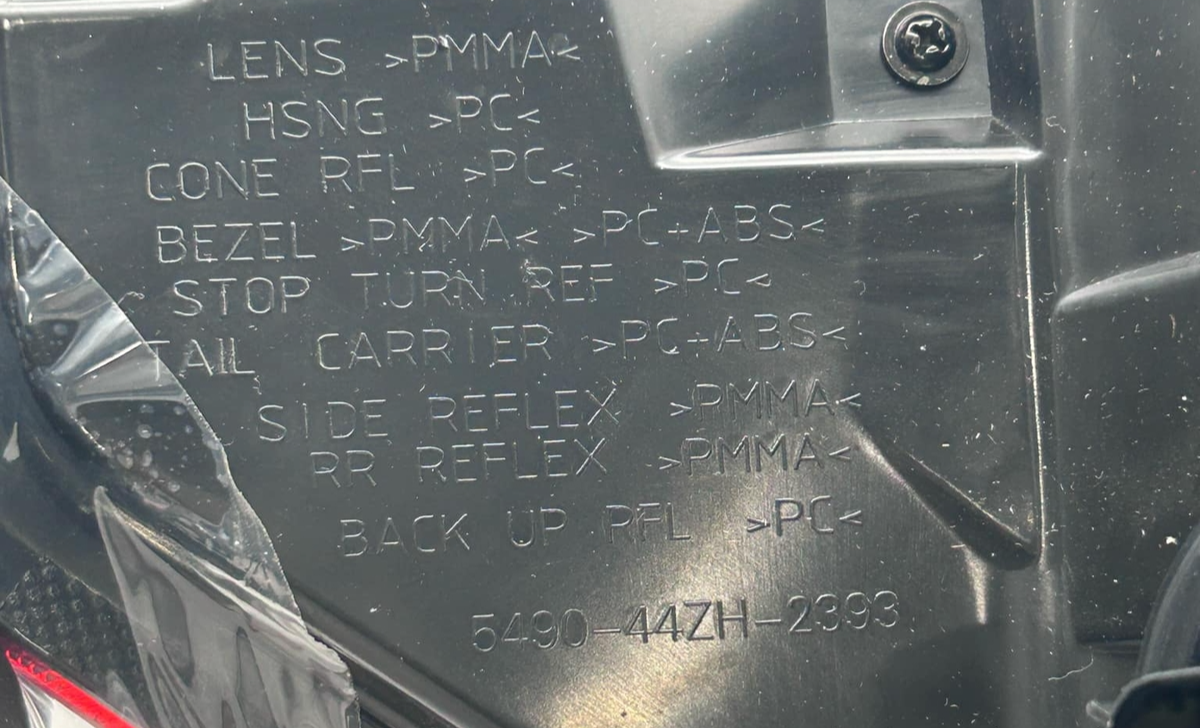 LENS >PMMA<
HSNG >PC<
CONE RFL >PC<
BEZEL >PMMA< >PC+ABS<
STOP TURN REF >PC<
TAIL CARRIER >PC+ABS<
SIDE REFLEX >PMMA<
RR REFLEX >PMMA<
BACK UP RFL >PC<
5490-44ZH-2393